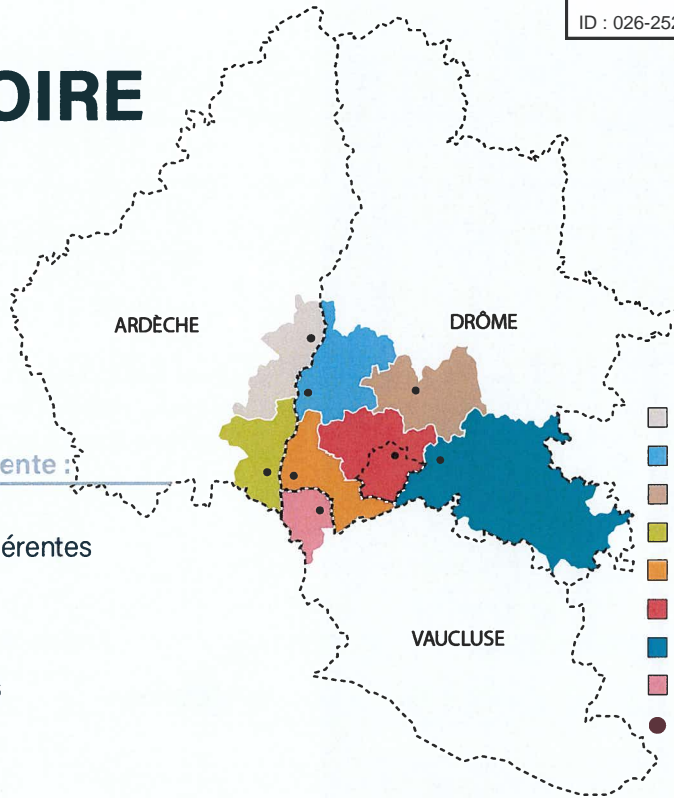 ID : 026-252
OIRE
ARDÈCHE
DRÔME
ente :
érentes
VAUCLUSE